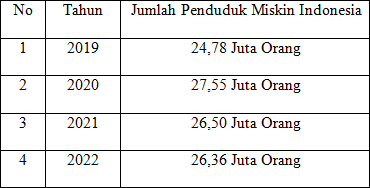 No Tahun Jumlah Penduduk Miskin Indonesia
1 2019 24,78 Juta Orang
2 2020 27,55 Juta Orang
3 2021 26,50 Juta Orang
4 2022 26,36 Juta Orang